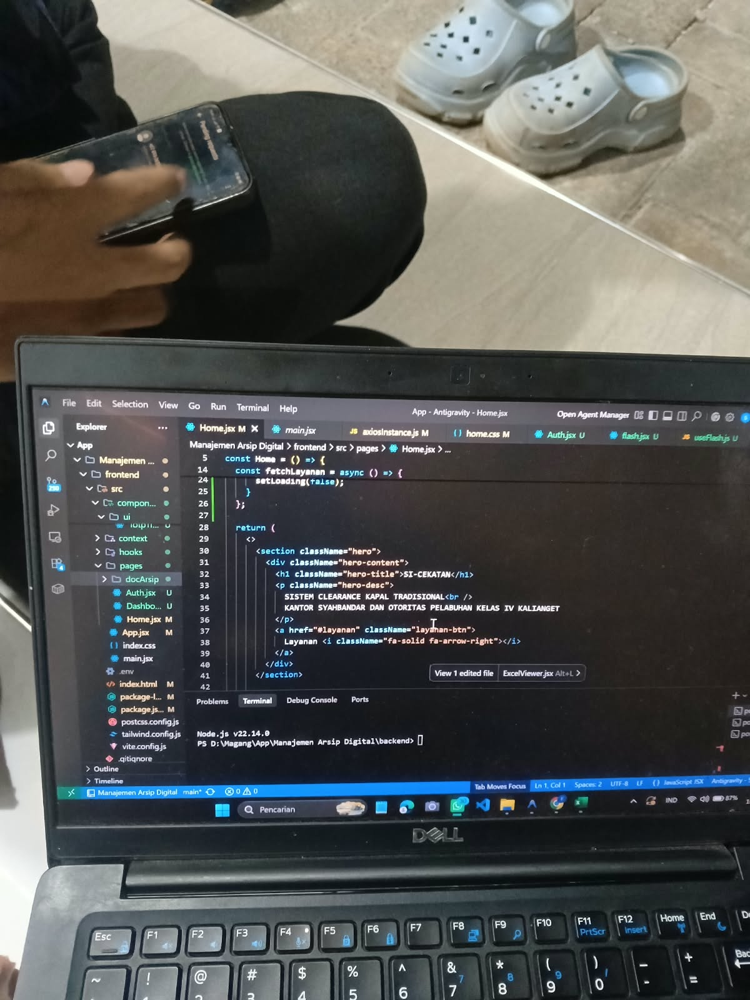 File Edit Selection View Go Run Terminal Help
App - Antigravity - Home.jsx
Open Agent Manager
Explorer
Home.jsx M
main.jsx
JS axiosInstance.js M
home.css M
Auth.jsx U
flash.jsx U
JS useFlash.js U
App
Manajemen ...
frontend
src
compon...
ui
U
context
hooks
pages
docArsip
Auth.jsx U
Dashbo... U
Home.jsx M
App.jsx M
index.css
main.jsx
.env
index.html M
package-l... M
package.js... M
postcss.config.js
tailwind.config.js
vite.config.js
.gitignore
Outline
Timeline
250
4
Manajemen Arsip Digital > frontend > src > pages > Home.jsx > ...
5 const Home = () => {
14 const fetchLayanan = async () => {
24 setLoading(false);
25 }
26 };
27
28 return (
29 <>
30 <section className="hero">
31 <div className="hero-content">
32 <h1 className="hero-title">SI-CEKATAN</h1>
33 <p className="hero-desc">
34 SISTEM CLEARANCE KAPAL TRADISIONAL<br />
35 KANTOR SYAHBANDAR DAN OTORITAS PELABUHAN KELAS IV KALIANGET
36 </p>
37 <a href="#layanan" className="layanan-btn">
38 Layanan <i className="fa-solid fa-arrow-right"></i>
39 </a>
40 </div>
41 </section>
42
View 1 edited file
ExcelViewer.jsx Alt+L >
Problems Terminal Debug Console Ports
Node.js v22.14.0
PS D:\Magang\App\Manajemen Arsip Digital\backend>
Manajemen Arsip Digital main* 0 0
Tab Moves Focus Ln 1, Col 1 Spaces: 2 UTF-8 LF {} JavaScript JSX
Pencarian
IND
87%
DELL
Esc F1 F2 F3 F4 F5 F6 F7 F8 F9 F10 F11 PrtScr F12 Insert Home End
~ ! @ # $ % ^ & * ( ) - + =
3 4 5 6 7 8 9 0
7 8 9 /